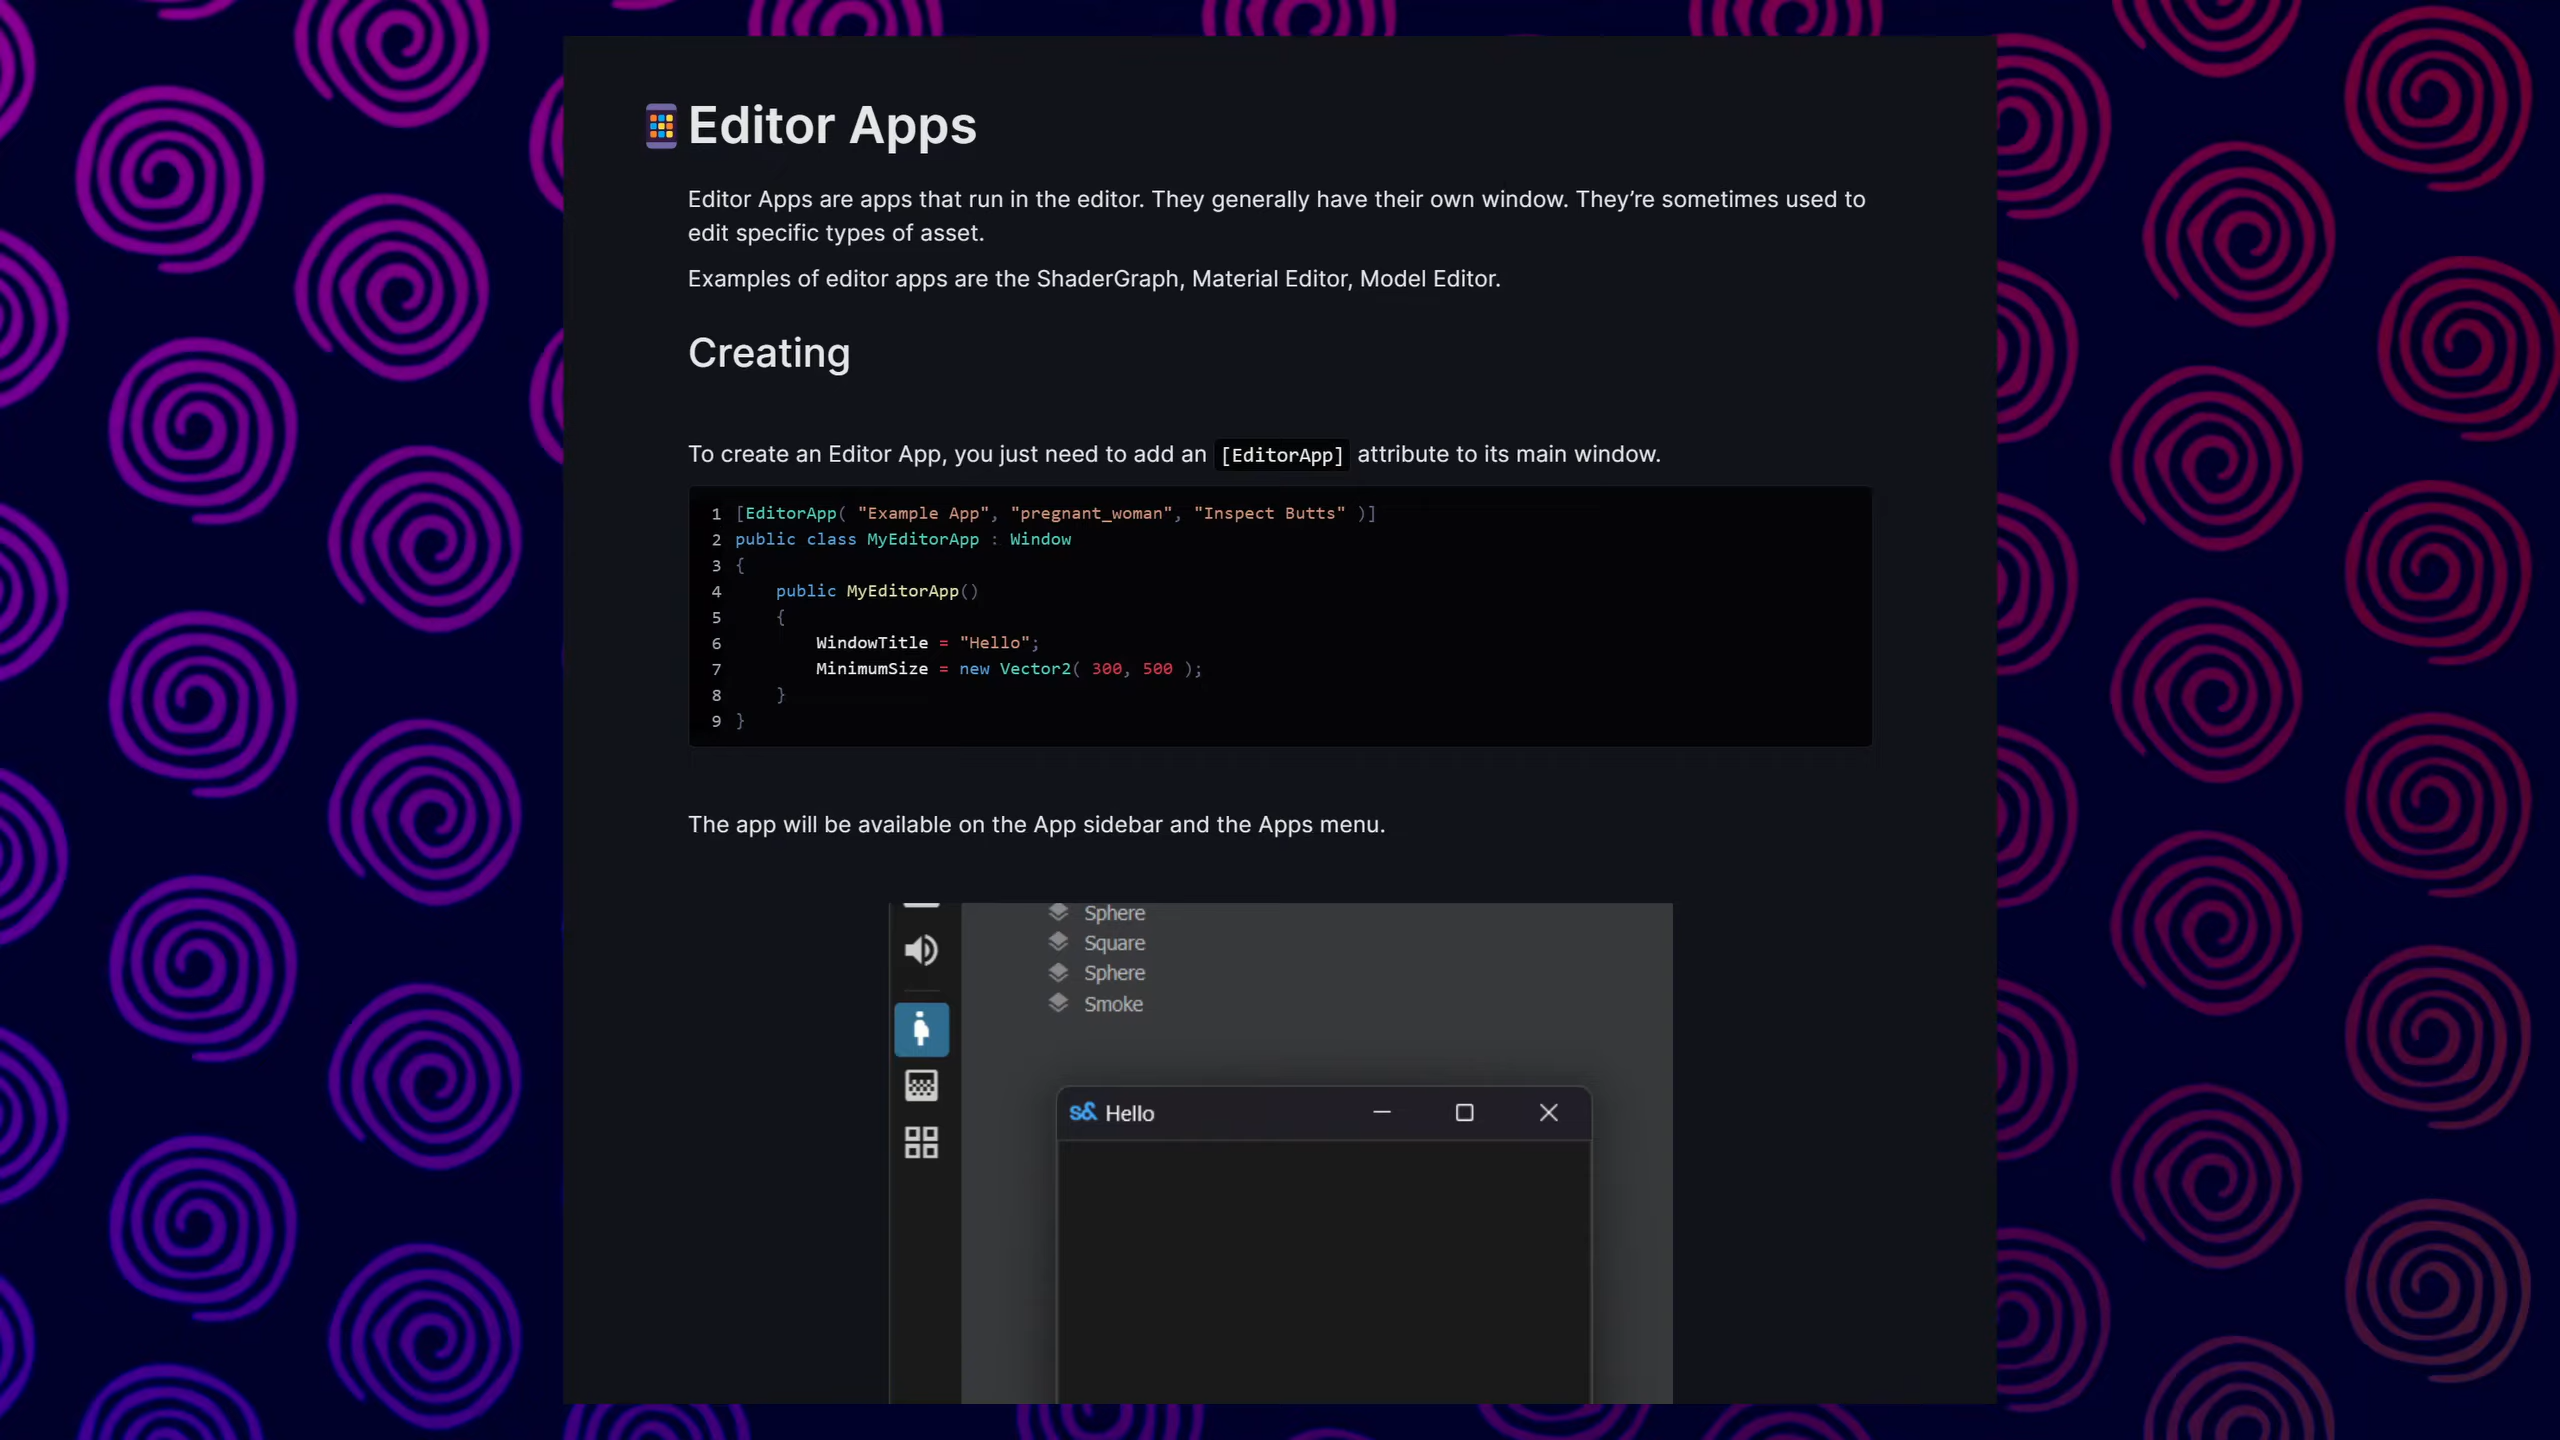 Editor Apps
Editor Apps are apps that run in the editor. They generally have their own window. They’re sometimes used to
edit specific types of asset.
Examples of editor apps are the ShaderGraph, Material Editor, Model Editor.
Creating
To create an Editor App, you just need to add an [EditorApp] attribute to its main window.
1 [EditorApp( "Example App", "pregnant_woman", "Inspect Butts" )]
2 public class MyEditorApp : Window
3 {
4     public MyEditorApp()
5     {
6         WindowTitle = "Hello";
7         MinimumSize = new Vector2( 300, 500 );
8     }
9 }
The app will be available on the App sidebar and the Apps menu.
Sphere
Square
Sphere
Smoke
s& Hello